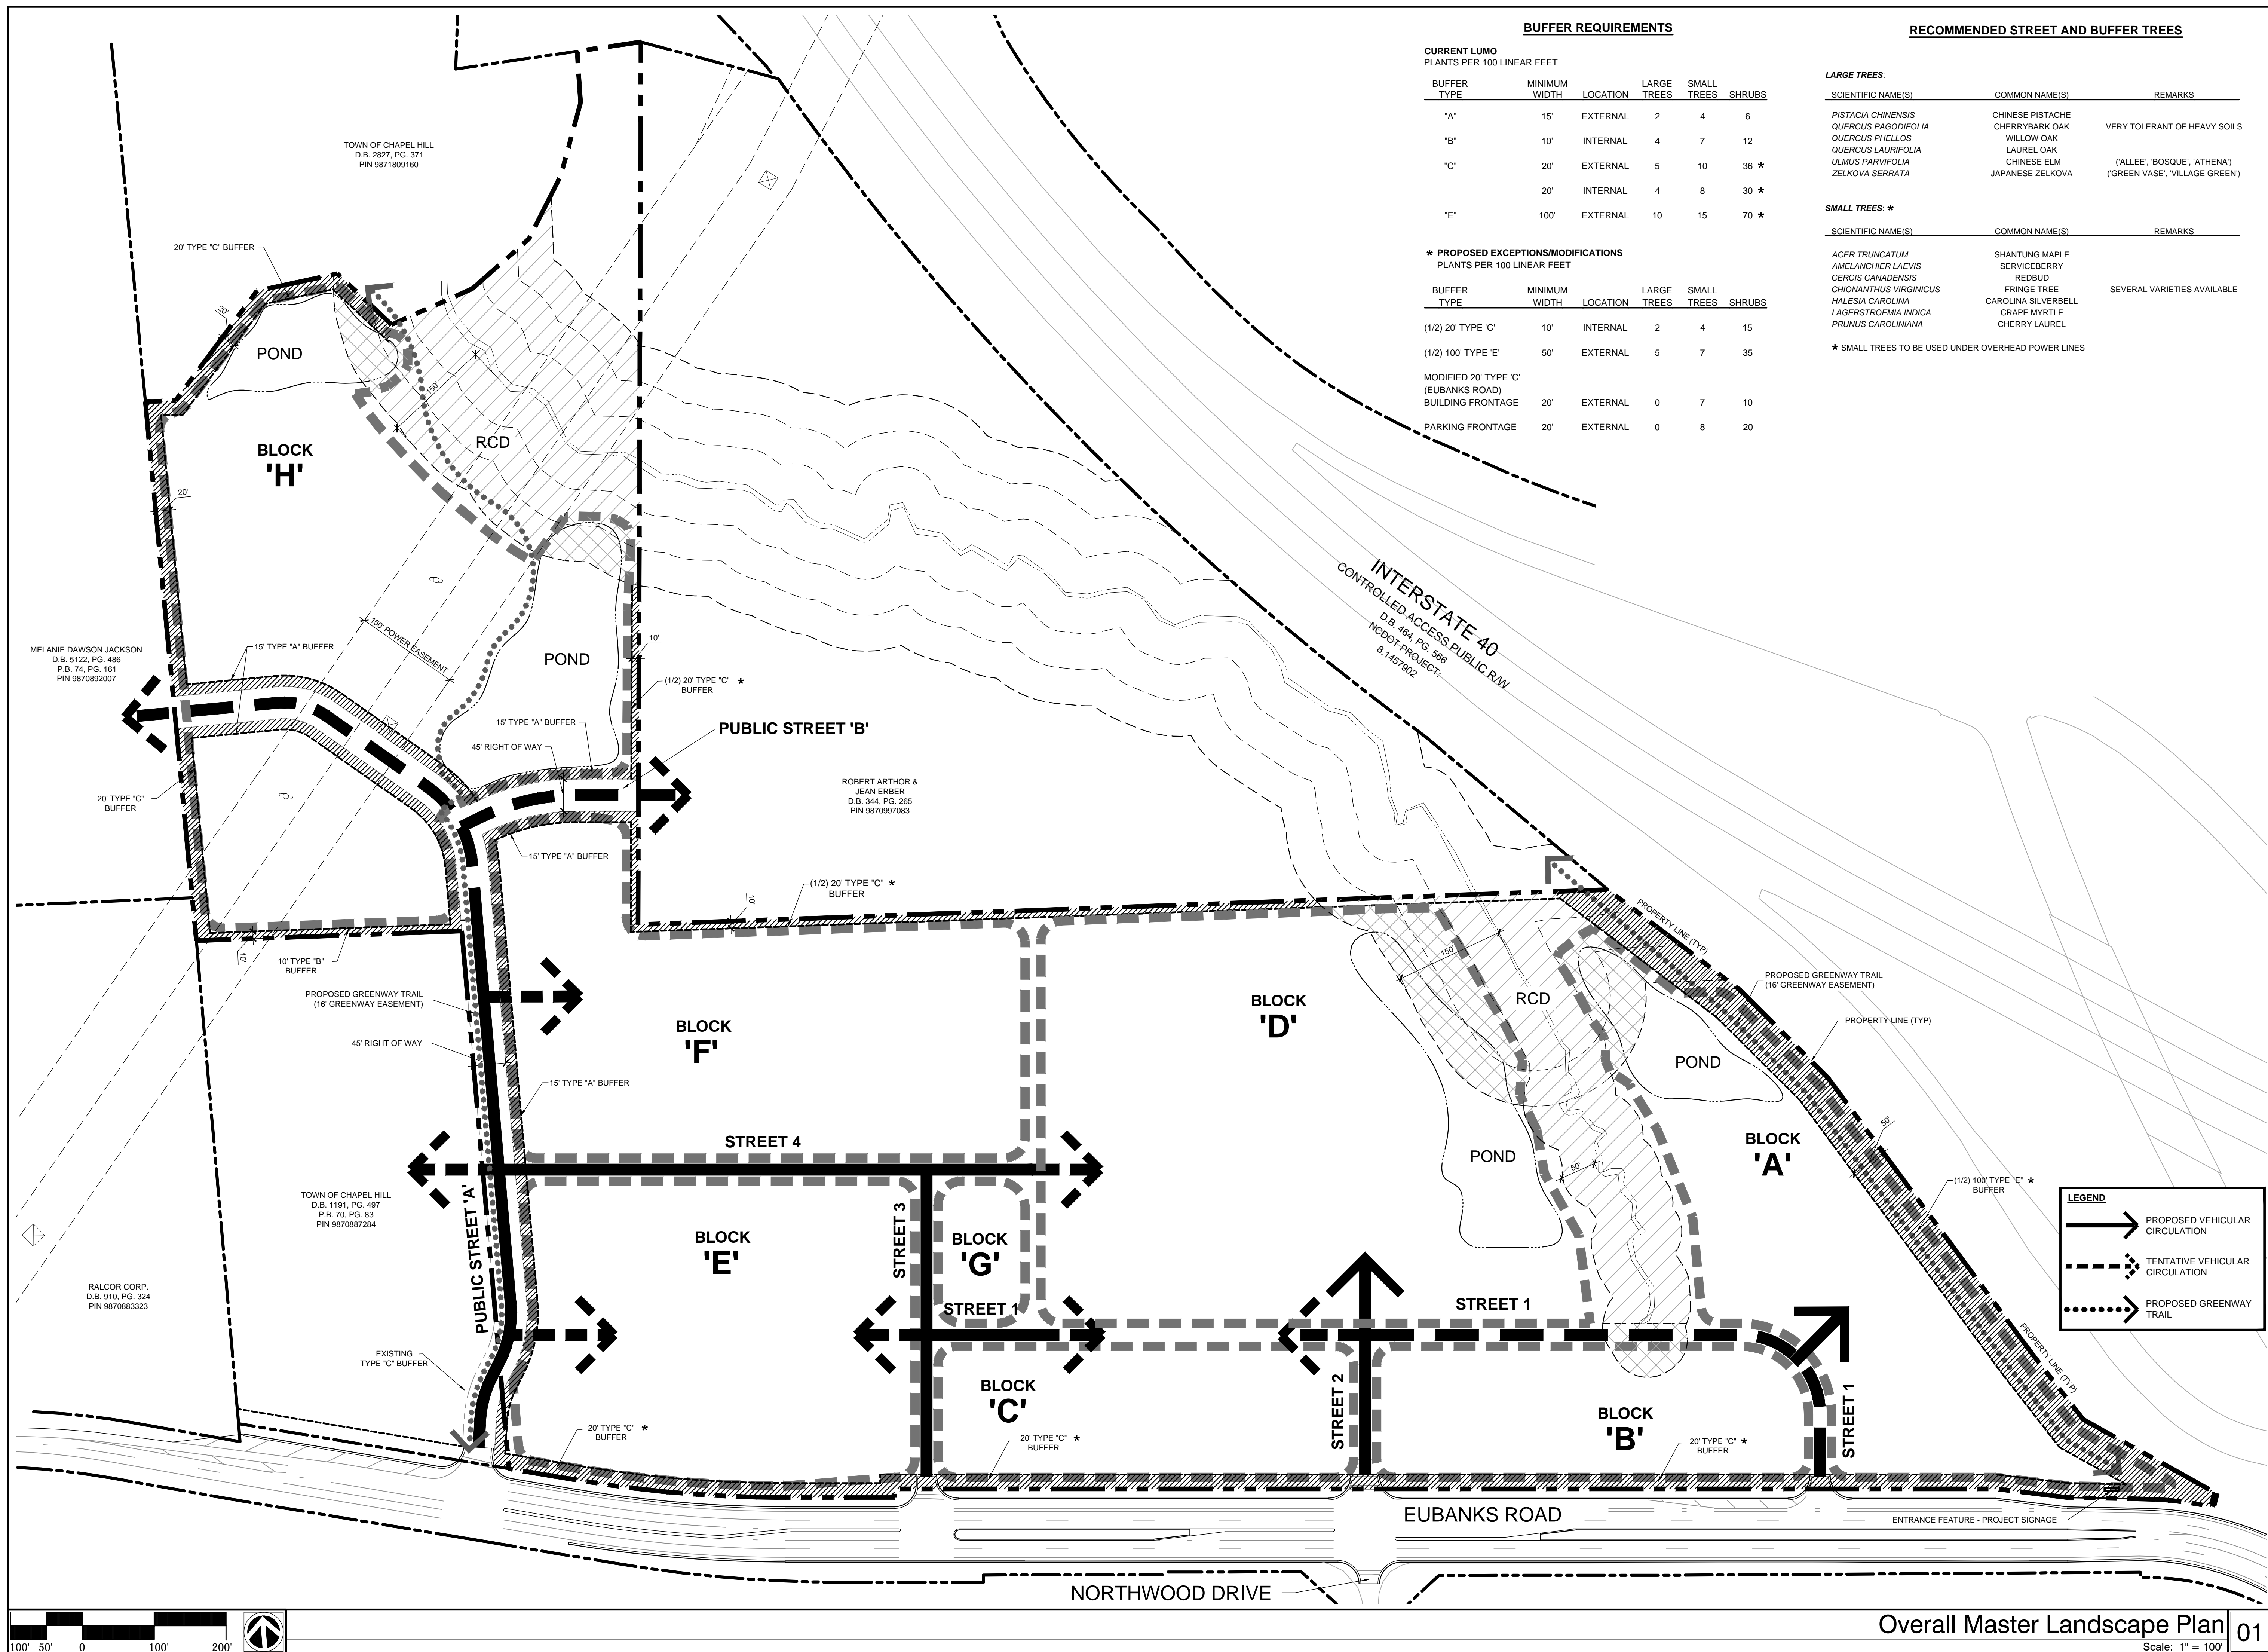 BUFFER REQUIREMENTS
CURRENT LUMO
PLANTS PER 100 LINEAR FEET
BUFFER TYPE MINIMUM WIDTH LOCATION LARGE TREES SMALL TREES SHRUBS
"A" 15' EXTERNAL 2 4 6
"B" 10' INTERNAL 4 7 12
"C" 20' EXTERNAL 5 10 36 *
20' INTERNAL 4 8 30 *
"E" 100' EXTERNAL 10 15 70 *
* PROPOSED EXCEPTIONS/MODIFICATIONS
PLANTS PER 100 LINEAR FEET
BUFFER TYPE MINIMUM WIDTH LOCATION LARGE TREES SMALL TREES SHRUBS
(1/2) 20' TYPE 'C' 10' INTERNAL 2 4 15
(1/2) 100' TYPE 'E' 50' EXTERNAL 5 7 35
MODIFIED 20' TYPE 'C'
(EUBANKS ROAD)
BUILDING FRONTAGE 20' EXTERNAL 0 7 10
PARKING FRONTAGE 20' EXTERNAL 0 8 20
RECOMMENDED STREET AND BUFFER TREES
LARGE TREES:
SCIENTIFIC NAME(S) COMMON NAME(S) REMARKS
PISTACIA CHINENSIS CHINESE PISTACHE
QUERCUS PAGODIFOLIA CHERRYBARK OAK VERY TOLERANT OF HEAVY SOILS
QUERCUS PHELLOS WILLOW OAK
QUERCUS LAURIFOLIA LAUREL OAK
ULMUS PARVIFOLIA CHINESE ELM ('ALLEE', 'BOSQUE', 'ATHENA')
ZELKOVA SERRATA JAPANESE ZELKOVA ('GREEN VASE', 'VILLAGE GREEN')
SMALL TREES: *
SCIENTIFIC NAME(S) COMMON NAME(S) REMARKS
ACER TRUNCATUM SHANTUNG MAPLE
AMELANCHIER LAEVIS SERVICEBERRY
CERCIS CANADENSIS REDBUD
CHIONANTHUS VIRGINICUS FRINGE TREE SEVERAL VARIETIES AVAILABLE
HALESIA CAROLINA CAROLINA SILVERBELL
LAGERSTROEMIA INDICA CRAPE MYRTLE
PRUNUS CAROLINIANA CHERRY LAUREL
* SMALL TREES TO BE USED UNDER OVERHEAD POWER LINES
TOWN OF CHAPEL HILL
D.B. 2827, PG. 371
PIN 9871809160
20' TYPE "C" BUFFER
20'
POND
150'
RCD
BLOCK
'H'
20'
INTERSTATE 40
CONTROLLED ACCESS PUBLIC R/W
D.B. 464, PG. 566
NCDOT PROJECT:
8.1457902
MELANIE DAWSON JACKSON
D.B. 5122, PG. 486
P.B. 74, PG. 161
PIN 9870892007
15' TYPE "A" BUFFER
150' POWER EASEMENT
POND
10'
(1/2) 20' TYPE "C" *
BUFFER
15' TYPE "A" BUFFER
45' RIGHT OF WAY
PUBLIC STREET 'B'
20' TYPE "C"
BUFFER
ROBERT ARTHOR &
JEAN ERBER
D.B. 344, PG. 265
PIN 9870997083
15' TYPE "A" BUFFER
(1/2) 20' TYPE "C" *
BUFFER
10'
10'
10' TYPE "B"
BUFFER
PROPERTY LINE (TYP)
PROPOSED GREENWAY TRAIL
(16' GREENWAY EASEMENT)
PROPOSED GREENWAY TRAIL
(16' GREENWAY EASEMENT)
150'
RCD
BLOCK
'D'
PROPERTY LINE (TYP)
45' RIGHT OF WAY
BLOCK
'F'
POND
15' TYPE "A" BUFFER
50'
STREET 4
BLOCK
'A'
POND
50'
TOWN OF CHAPEL HILL
D.B. 1191, PG. 497
P.B. 70, PG. 83
PIN 9870887284
PUBLIC STREET 'A'
(1/2) 100' TYPE "E" *
BUFFER
BLOCK
'E'
STREET 3
BLOCK
'G'
STREET 1
STREET 1
LEGEND
PROPOSED VEHICULAR
CIRCULATION
TENTATIVE VEHICULAR
CIRCULATION
PROPOSED GREENWAY
TRAIL
RALCOR CORP.
D.B. 910, PG. 324
PIN 9870883323
EXISTING
TYPE "C" BUFFER
PROPERTY LINE (TYP)
BLOCK
'C'
STREET 2
BLOCK
'B'
STREET 1
20' TYPE "C" *
BUFFER
20' TYPE "C" *
BUFFER
20' TYPE "C" *
BUFFER
EUBANKS ROAD
ENTRANCE FEATURE - PROJECT SIGNAGE
NORTHWOOD DRIVE
100' 50' 0 100' 200'
Overall Master Landscape Plan
Scale: 1" = 100'
01